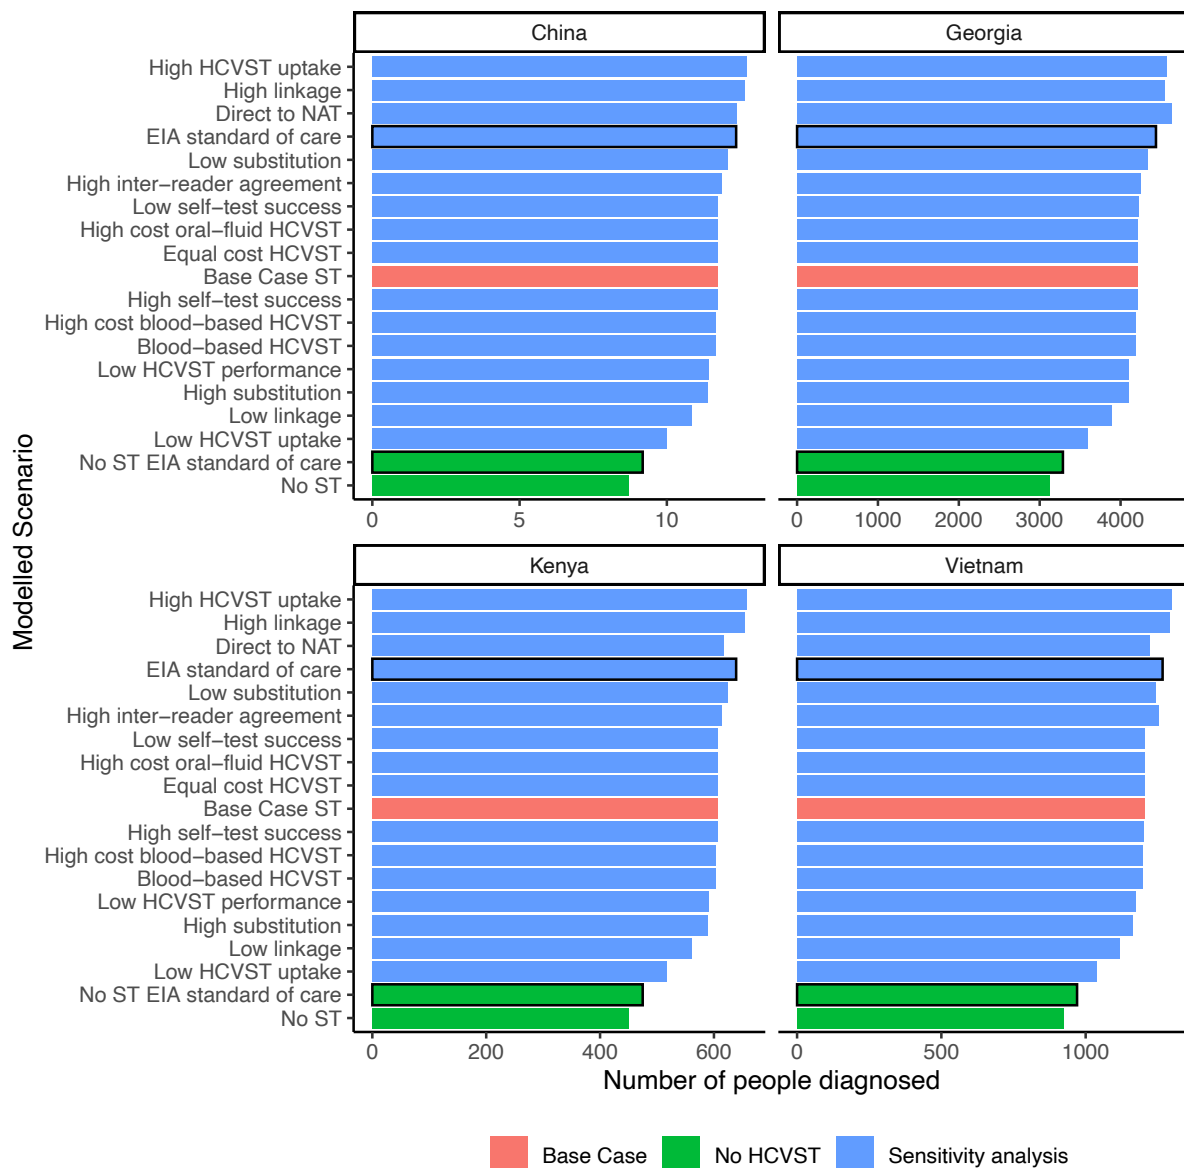 China
Georgia
High HCVST uptake
High linkage
Direct to NAT
EIA standard of care
Low substitution
High inter−reader agreement
Low self−test success
High cost oral−fluid HCVST
Equal cost HCVST
Base Case ST
High self−test success
High cost blood−based HCVST
Blood−based HCVST
Low HCVST performance
High substitution
Low linkage
Low HCVST uptake
No ST EIA standard of care
No ST
0 5 10
0 1000 2000 3000 4000
Modelled Scenario
Kenya
Vietnam
High HCVST uptake
High linkage
Direct to NAT
EIA standard of care
Low substitution
High inter−reader agreement
Low self−test success
High cost oral−fluid HCVST
Equal cost HCVST
Base Case ST
High self−test success
High cost blood−based HCVST
Blood−based HCVST
Low HCVST performance
High substitution
Low linkage
Low HCVST uptake
No ST EIA standard of care
No ST
0 200 400 600
0 500 1000
Number of people diagnosed
Base Case No HCVST Sensitivity analysis